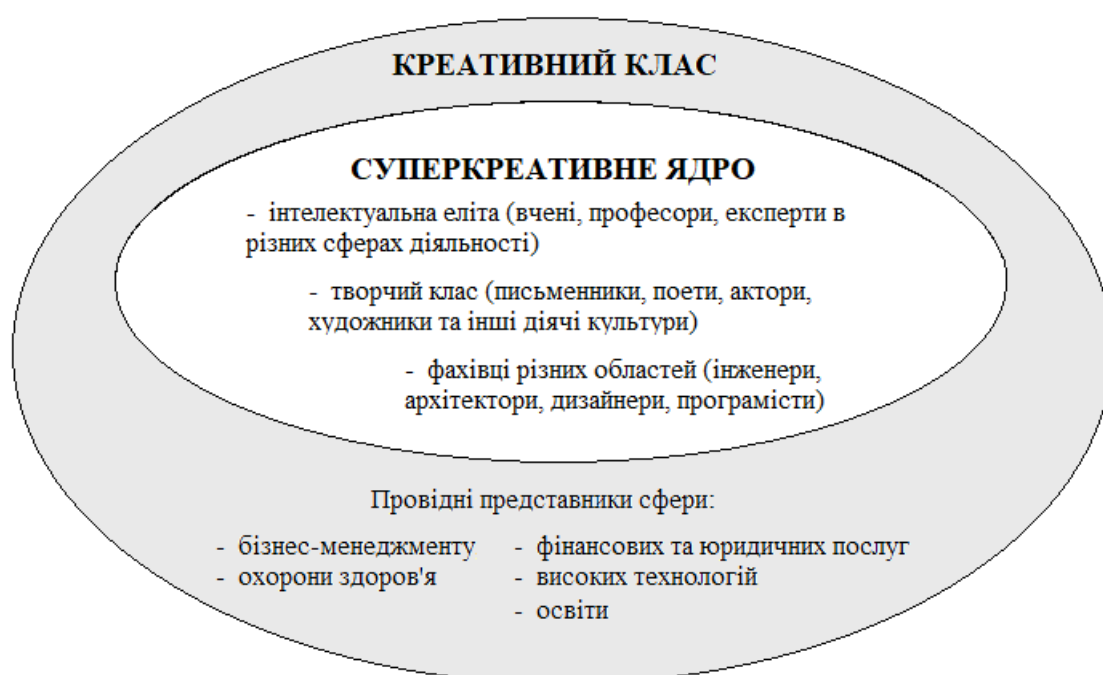 КРЕАТИВНИЙ КЛАС
СУПЕРКРЕАТИВНЕ ЯДРО
- інтелектуальна еліта (вчені, професори, експерти в
різних сферах діяльності)
- творчий клас (письменники, поети, актори,
художники та інші діячі культури)
- фахівці різних областей (інженери,
архітектори, дизайнери, програмісти)
Провідні представники сфери:
- бізнес-менеджменту
- охорони здоров'я
- фінансових та юридичних послуг
- високих технологій
- освіти